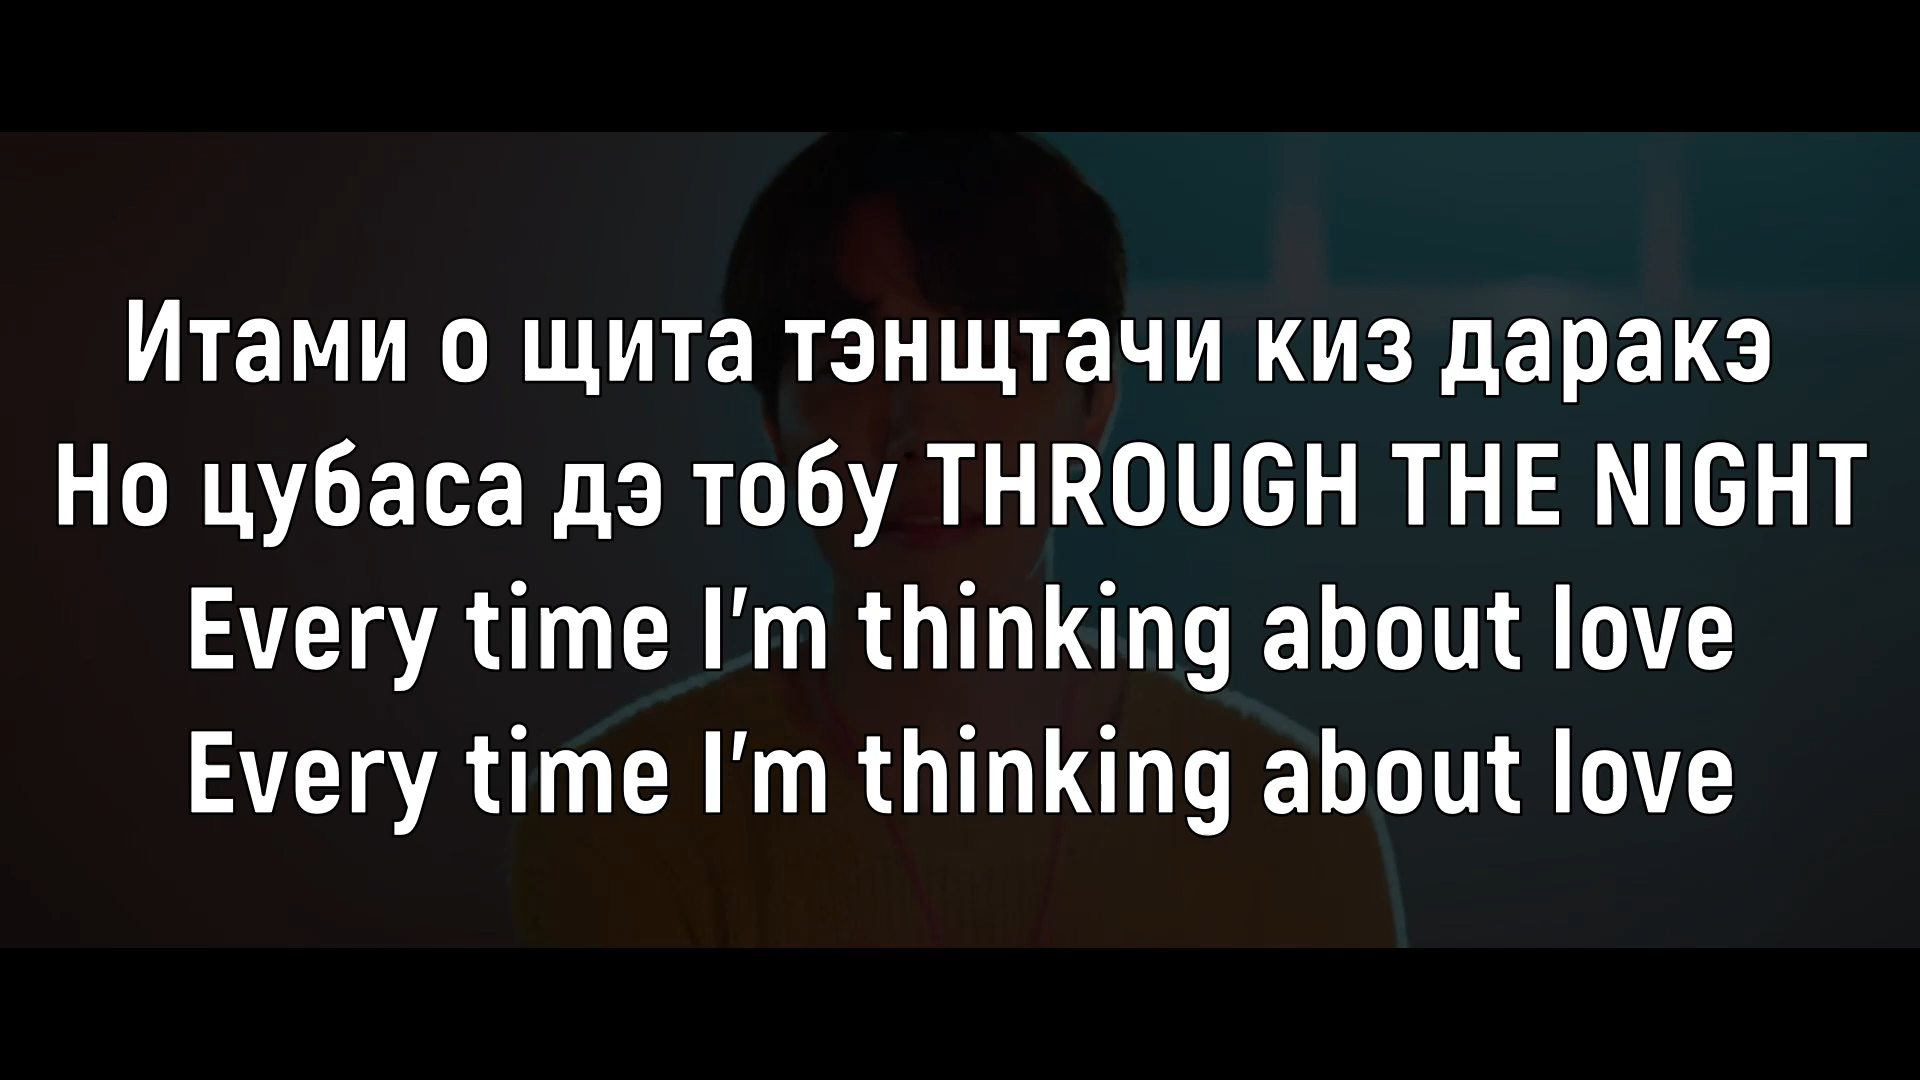 Итами о щита тэнщтачи киз даракэ
Но цубаса дэ тобу THROUGH THE NIGHT
Every time I'm thinking about love
Every time I'm thinking about love